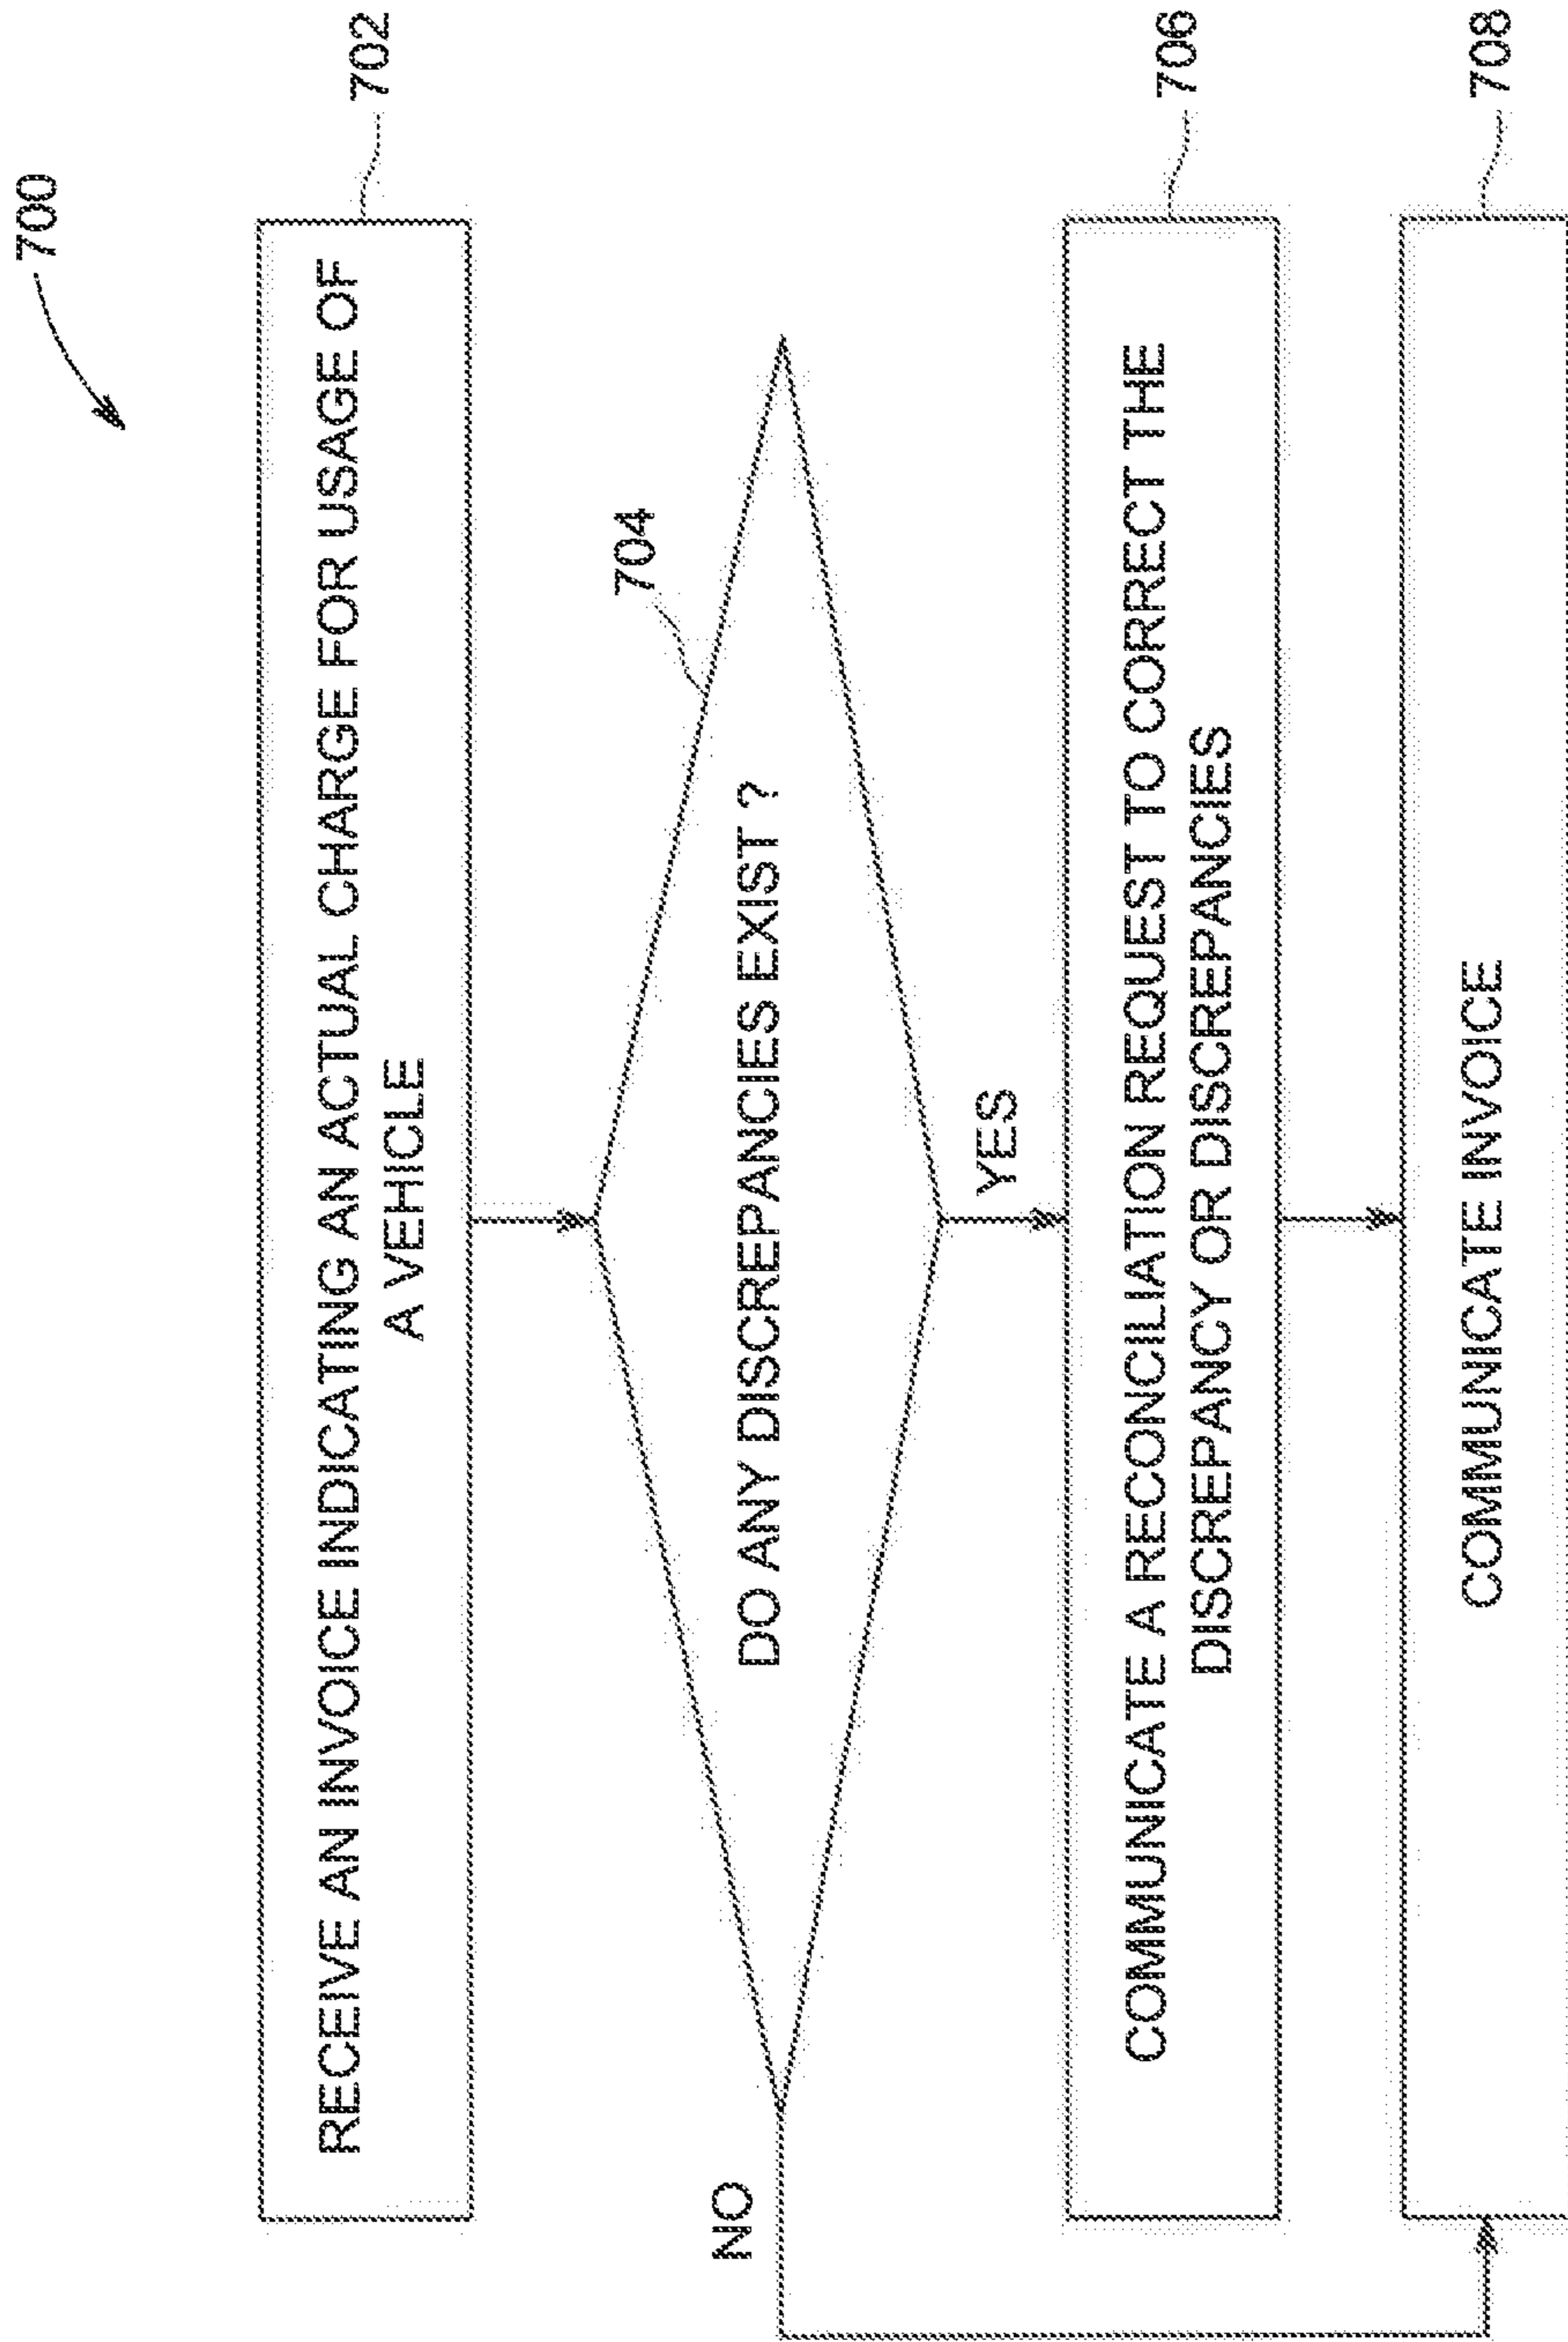 700
RECEIVE AN INVOICE INDICATING AN ACTUAL CHARGE FOR USAGE OF
A VEHICLE
702
704
DO ANY DISCREPANCIES EXIST ?
NO
YES
COMMUNICATE A RECONCILIATION REQUEST TO CORRECT THE
DISCREPANCY OR DISCREPANCIES
706
COMMUNICATE INVOICE
708